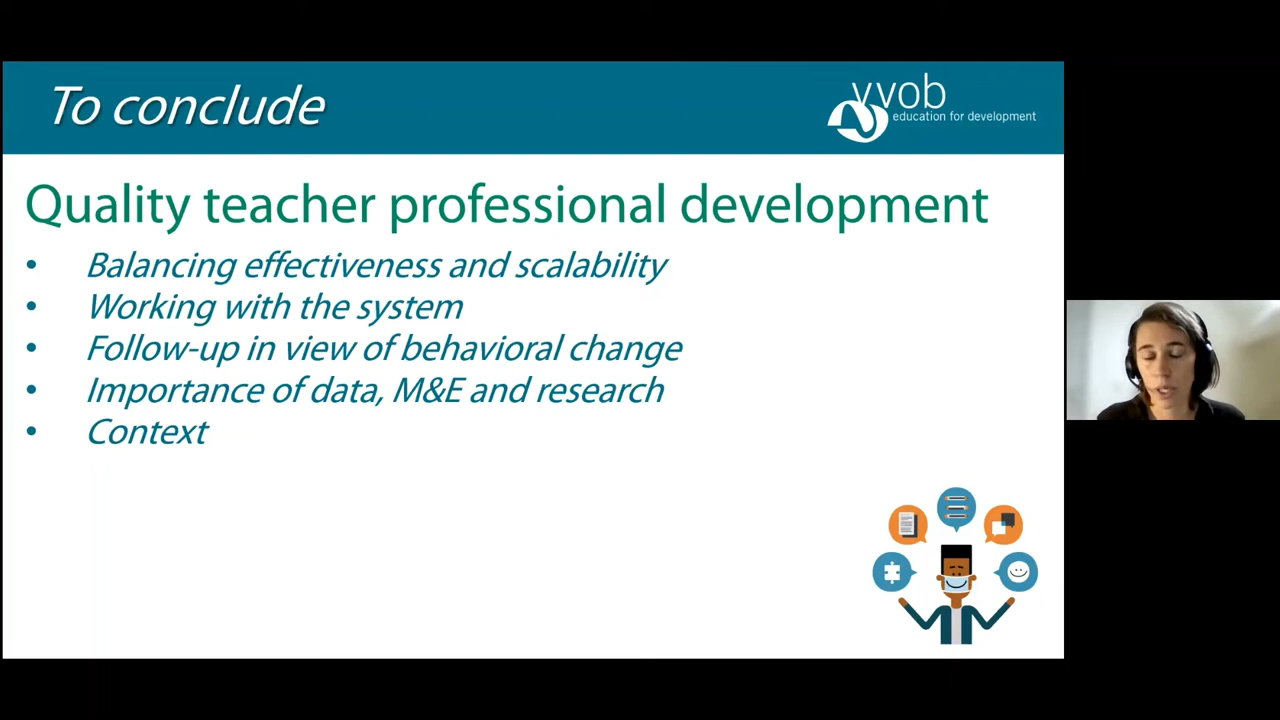 To conclude
vvob
education for development
Quality teacher professional development
• Balancing effectiveness and scalability
• Working with the system
• Follow-up in view of behavioral change
• Importance of data, M&E and research
• Context